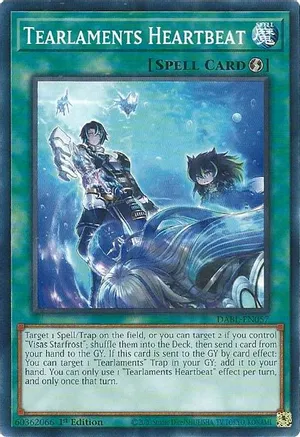 Tearlaments Heartbeat
SPELL
魔
[Spell Card]
DABL-EN057
Target 1 Spell/Trap on the field, or you can target 2 if you control
"Visas Starfrost"; shuffle them into the Deck, then send 1 card from
your hand to the GY. If this card is sent to the GY by card effect:
You can target 1 "Tearlaments" Trap in your GY; add it to your
hand. You can only use 1 "Tearlaments Heartbeat" effect per turn,
and only once that turn.
60362066
1st Edition